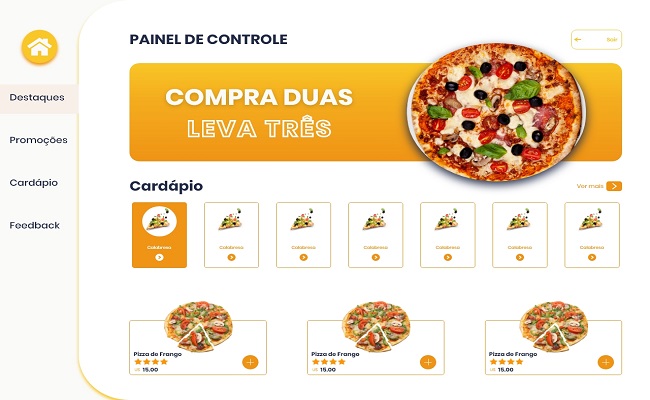 PAINEL DE CONTROLE
Sair
Destaques
Promoções
Cardápio
Feedback
COMPRA DUAS
LEVA TRÊS
Cardápio
Ver mais
Calabresa
Calabresa
Calabresa
Calabresa
Calabresa
Calabresa
Calabresa
Pizza de Frango
15.00
Pizza de Frango
15.00
Pizza de Frango
15.00